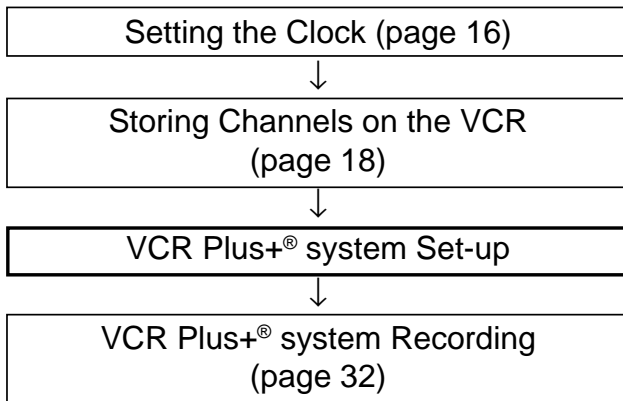 Setting the Clock (page 16)
↓
Storing Channels on the VCR
(page 18)
↓
VCR Plus+® system Set-up
↓
VCR Plus+® system Recording
(page 32)